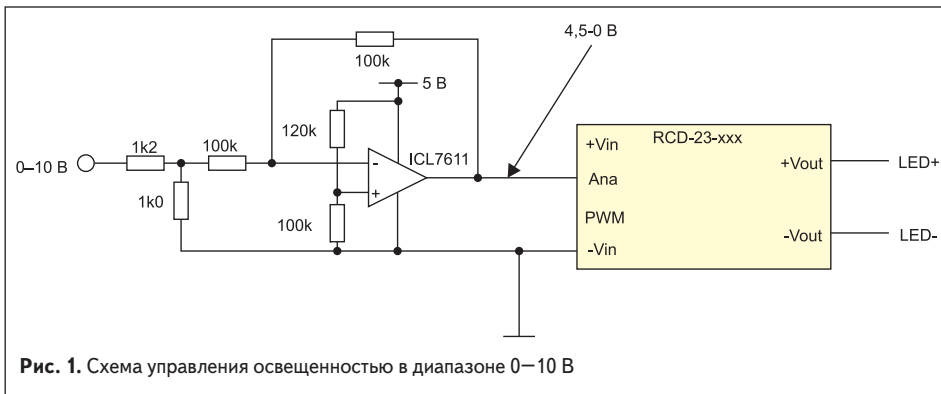 4,5-0 В
100k
5 В
120k
RCD-23-xxx
+Vin
ICL7611
1k2
100k
+Vout
LED+
0–10 В
-
Ana
+
1k0
100k
PWM
-Vout
LED-
-Vin
Рис. 1. Схема управления освещенностью в диапазоне 0–10 В